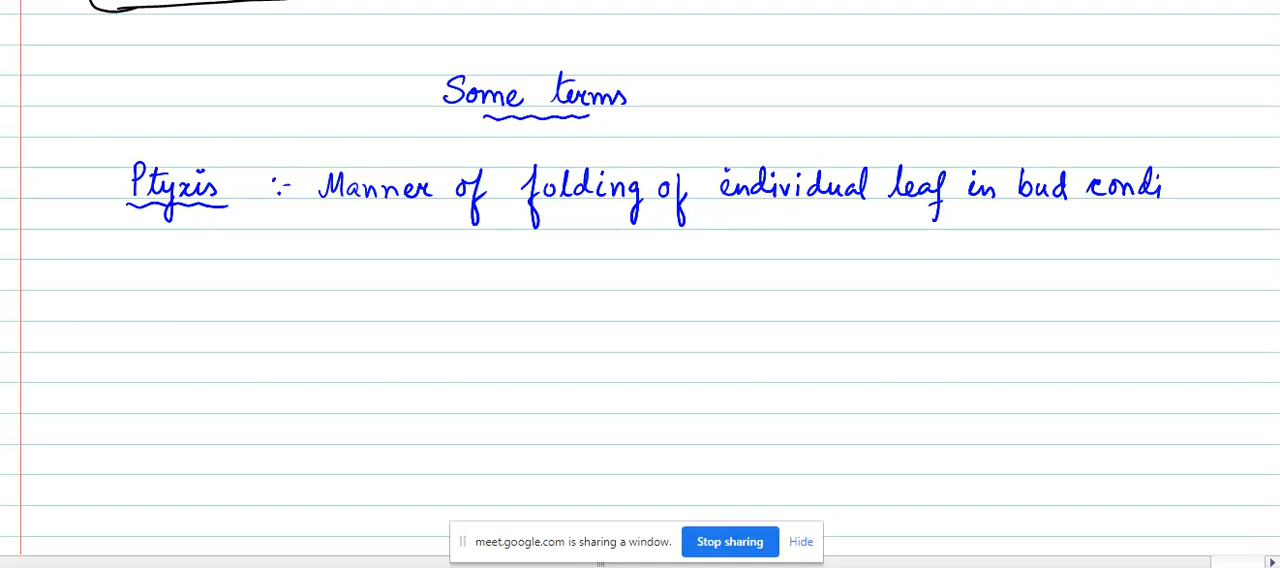 Some terms
Ptyxis :- Manner of folding of individual leaf in bud condi
meet.google.com is sharing a window. Stop sharing Hide